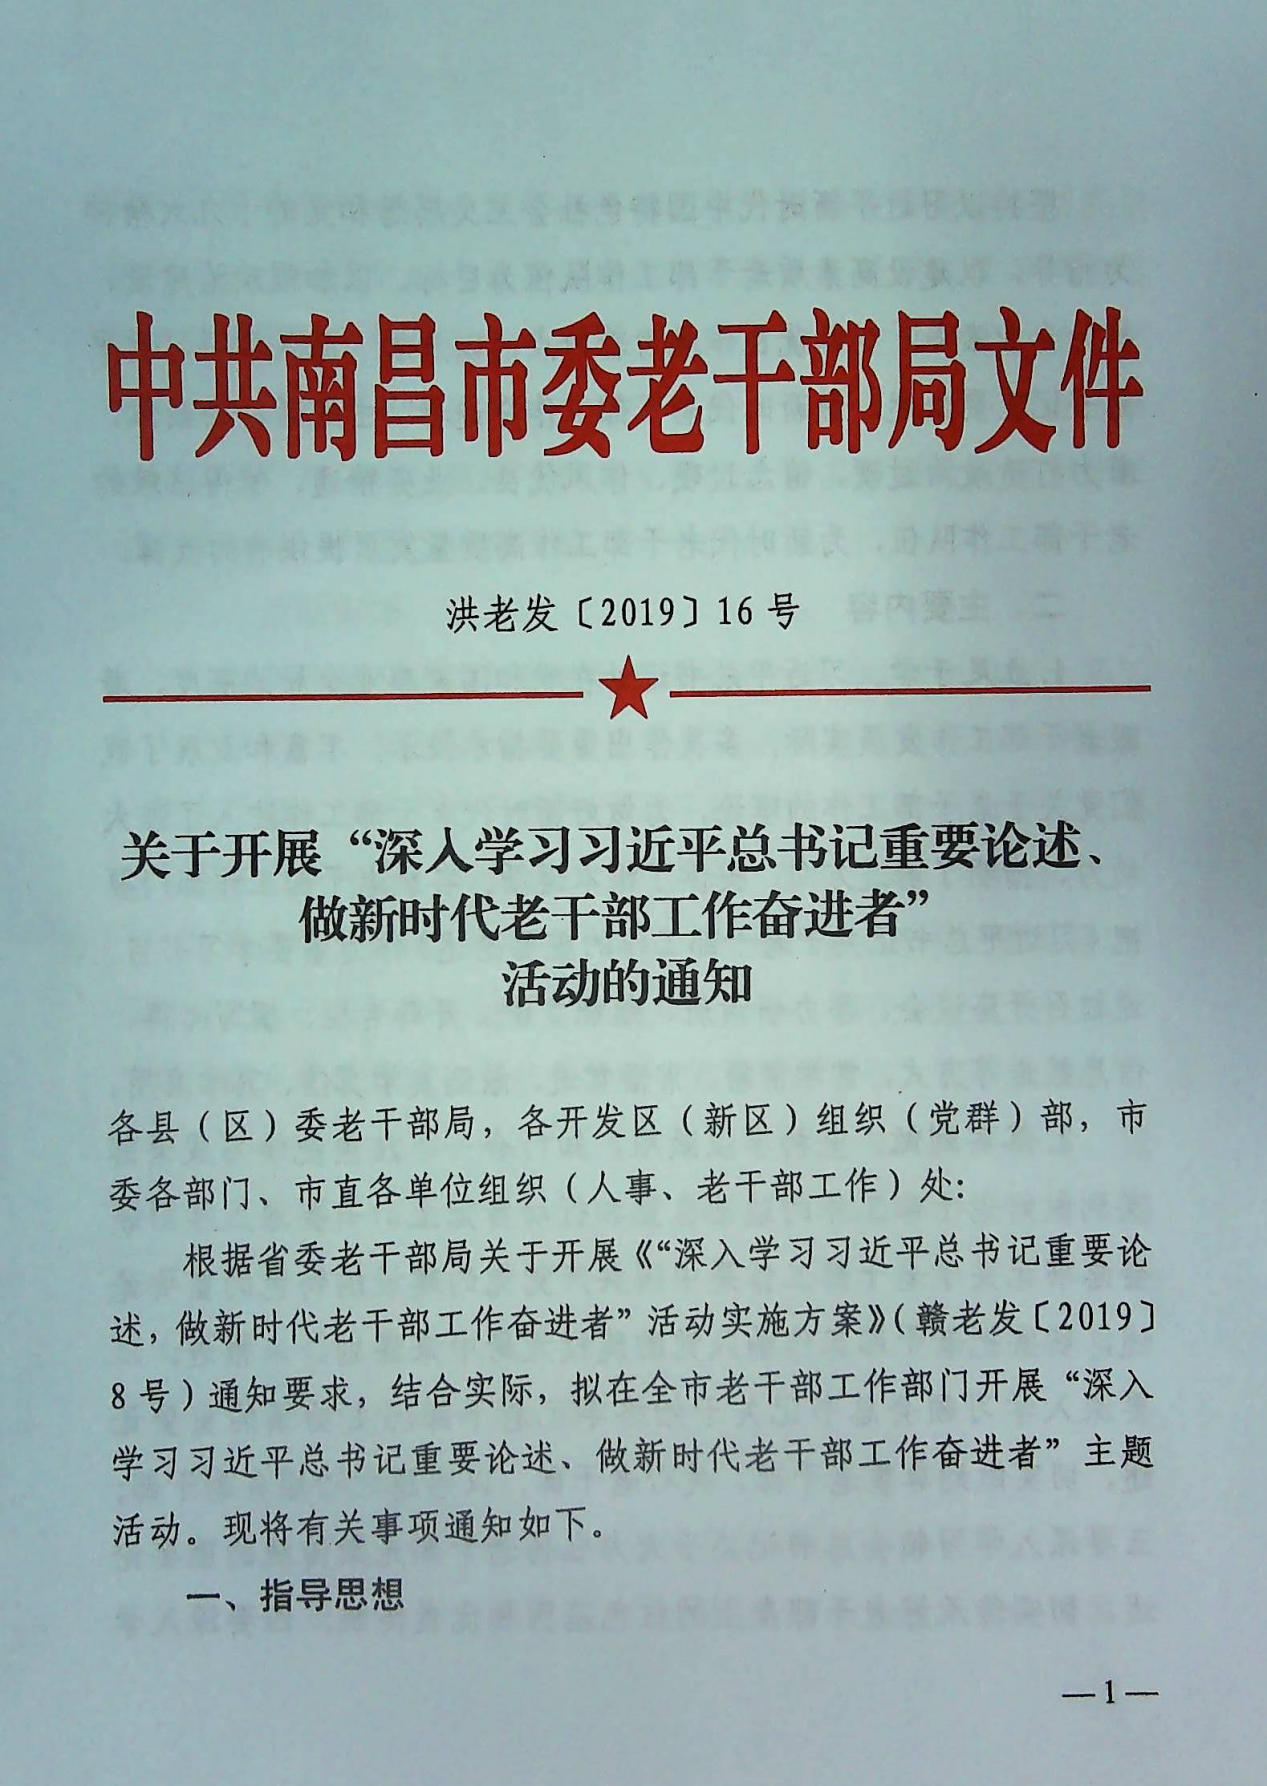 中共南昌市委老干部局文件
洪老发〔2019〕16号
关于开展“深入学习习近平总书记重要论述、
做新时代老干部工作奋进者”
活动的通知
各县（区）委老干部局，各开发区（新区）组织（党群）部，市
委各部门、市直各单位组织（人事、老干部工作）处：
根据省委老干部局关于开展《“深入学习习近平总书记重要论
述，做新时代老干部工作奋进者”活动实施方案》（赣老发〔2019〕
8号）通知要求，结合实际，拟在全市老干部工作部门开展“深入
学习习近平总书记重要论述、做新时代老干部工作奋进者”主题
活动。现将有关事项通知如下。
一、指导思想
—1—